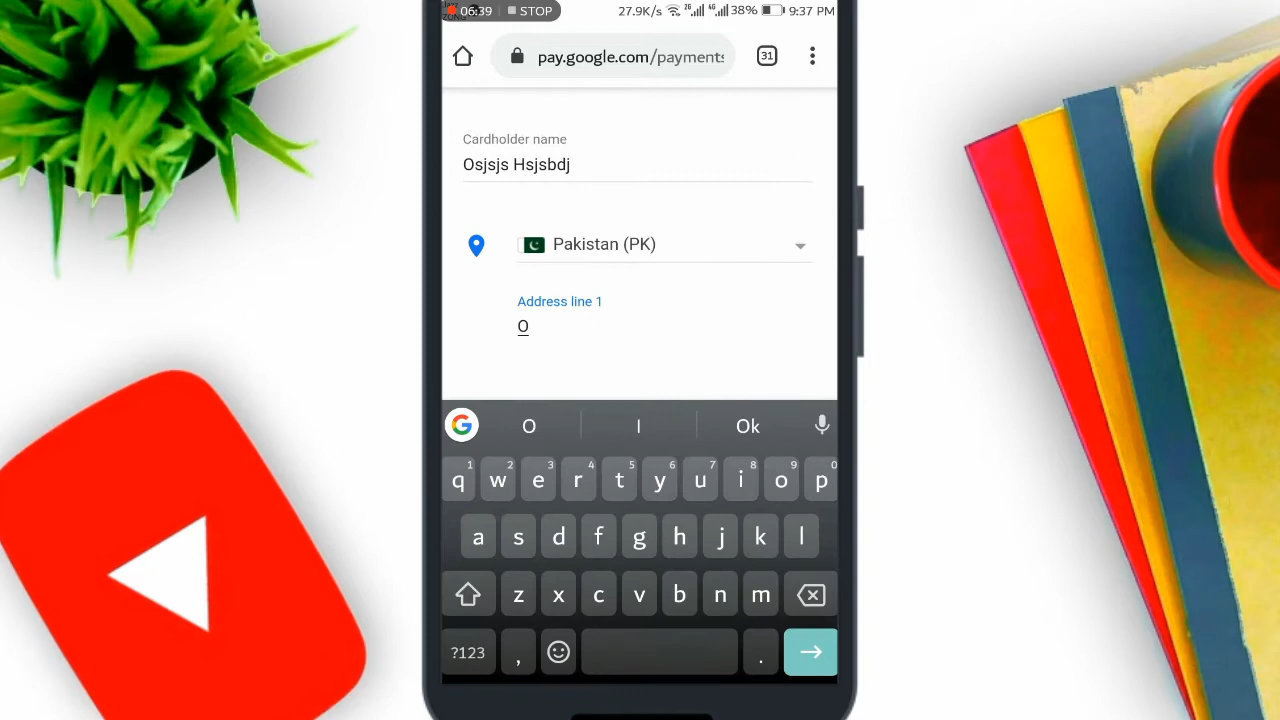 06:39 STOP 27.9K/s 38% 9:37 PM
pay.google.com/payments 31
Cardholder name
Osjsjs Hsjsbdj
Pakistan (PK)
Address line 1
O
O I Ok
1 2 3 4 5 6 7 8 9 0
q w e r t y u i o p
a s d f g h j k l
z x c v b n m
?123 , .